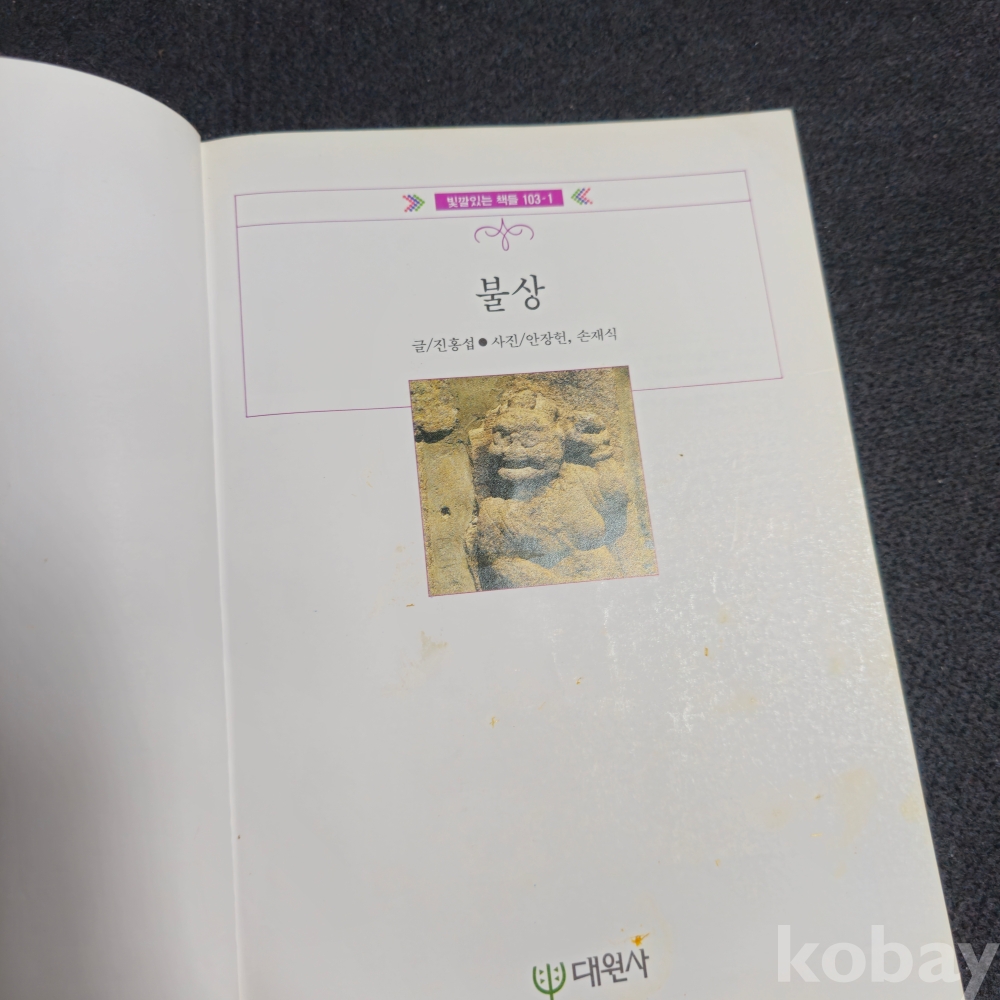 빛깔있는 책들 103-1
불상
글/진홍섭 ● 사진/안장헌, 손재식
대원사
kobay